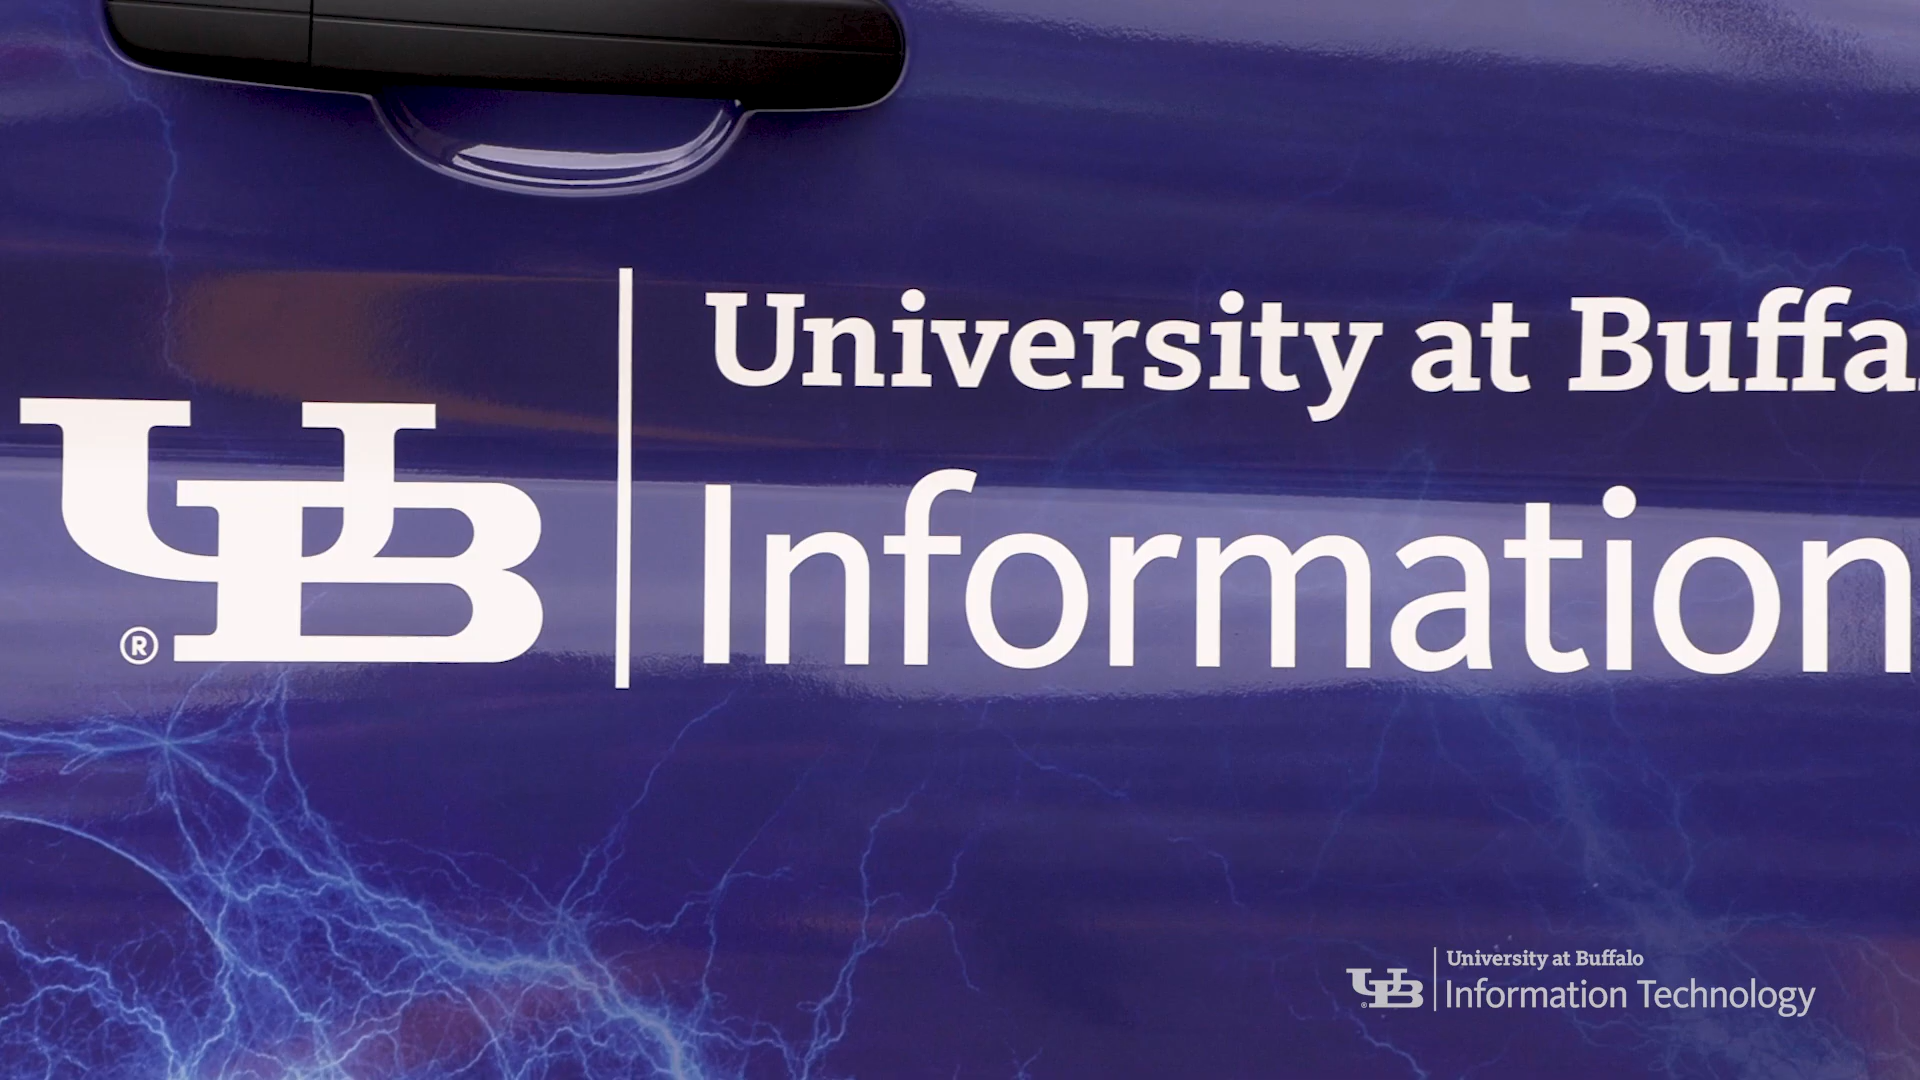 University at Buffa
UB
Information
®
University at Buffalo
UB
Information Technology